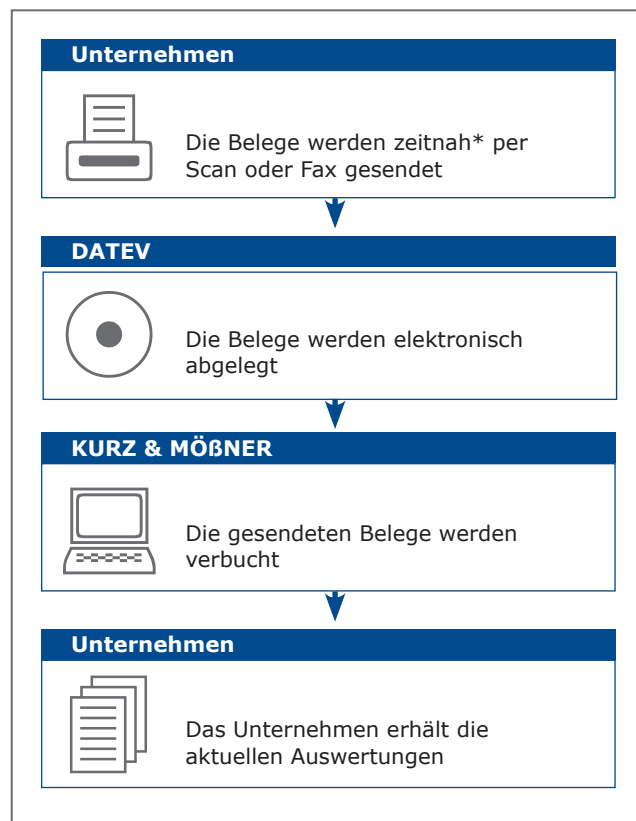 Unternehmen
Die Belege werden zeitnah* per
Scan oder Fax gesendet
DATEV
Die Belege werden elektronisch
abgelegt
KURZ & MÖßNER
Die gesendeten Belege werden
verbucht
Unternehmen
Das Unternehmen erhält die
aktuellen Auswertungen